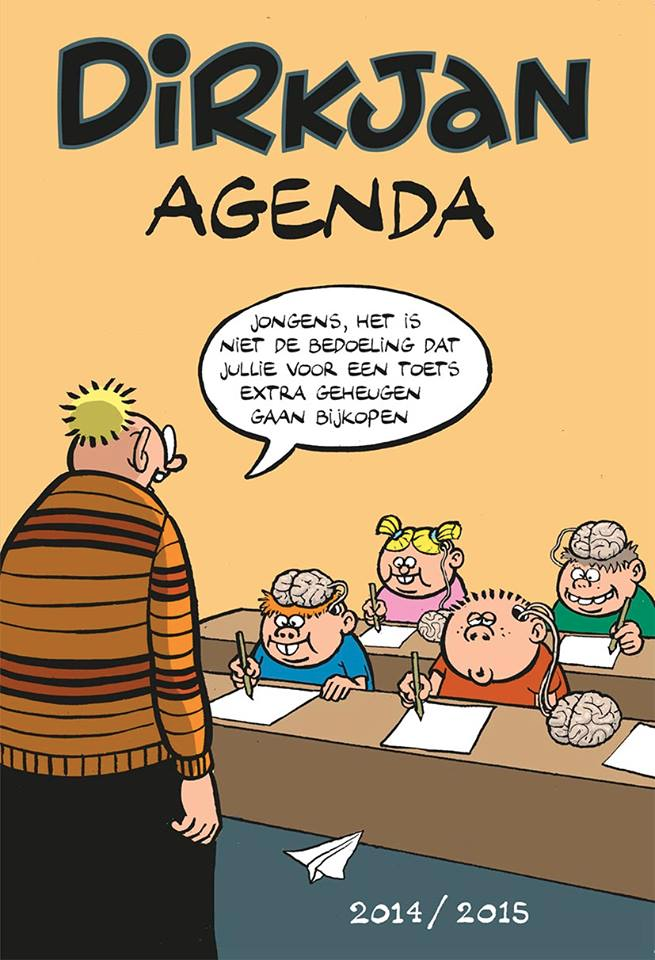 DiRKJAN
AGENDA
JONGENS, HET iS
NiET DE BEDOELiNG DAT
JULLiE VOOR EEN TOETS
EXTRA GEHEUGEN
GAAN BiJKOPEN
2014 / 2015